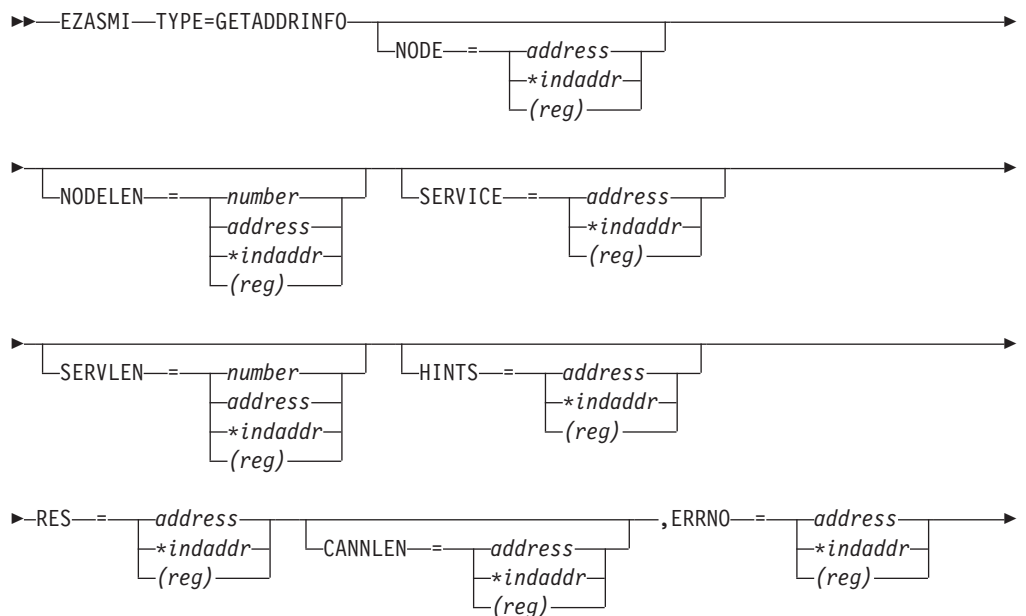 EZASMI TYPE=GETADDRINFO
NODE = address
*indaddr
(reg)
NODELEN = number
address
*indaddr
(reg)
SERVICE = address
*indaddr
(reg)
SERVLEN = number
address
*indaddr
(reg)
HINTS = address
*indaddr
(reg)
RES = address
*indaddr
(reg)
CANNLEN = address
*indaddr
(reg)
,ERRNO = address
*indaddr
(reg)